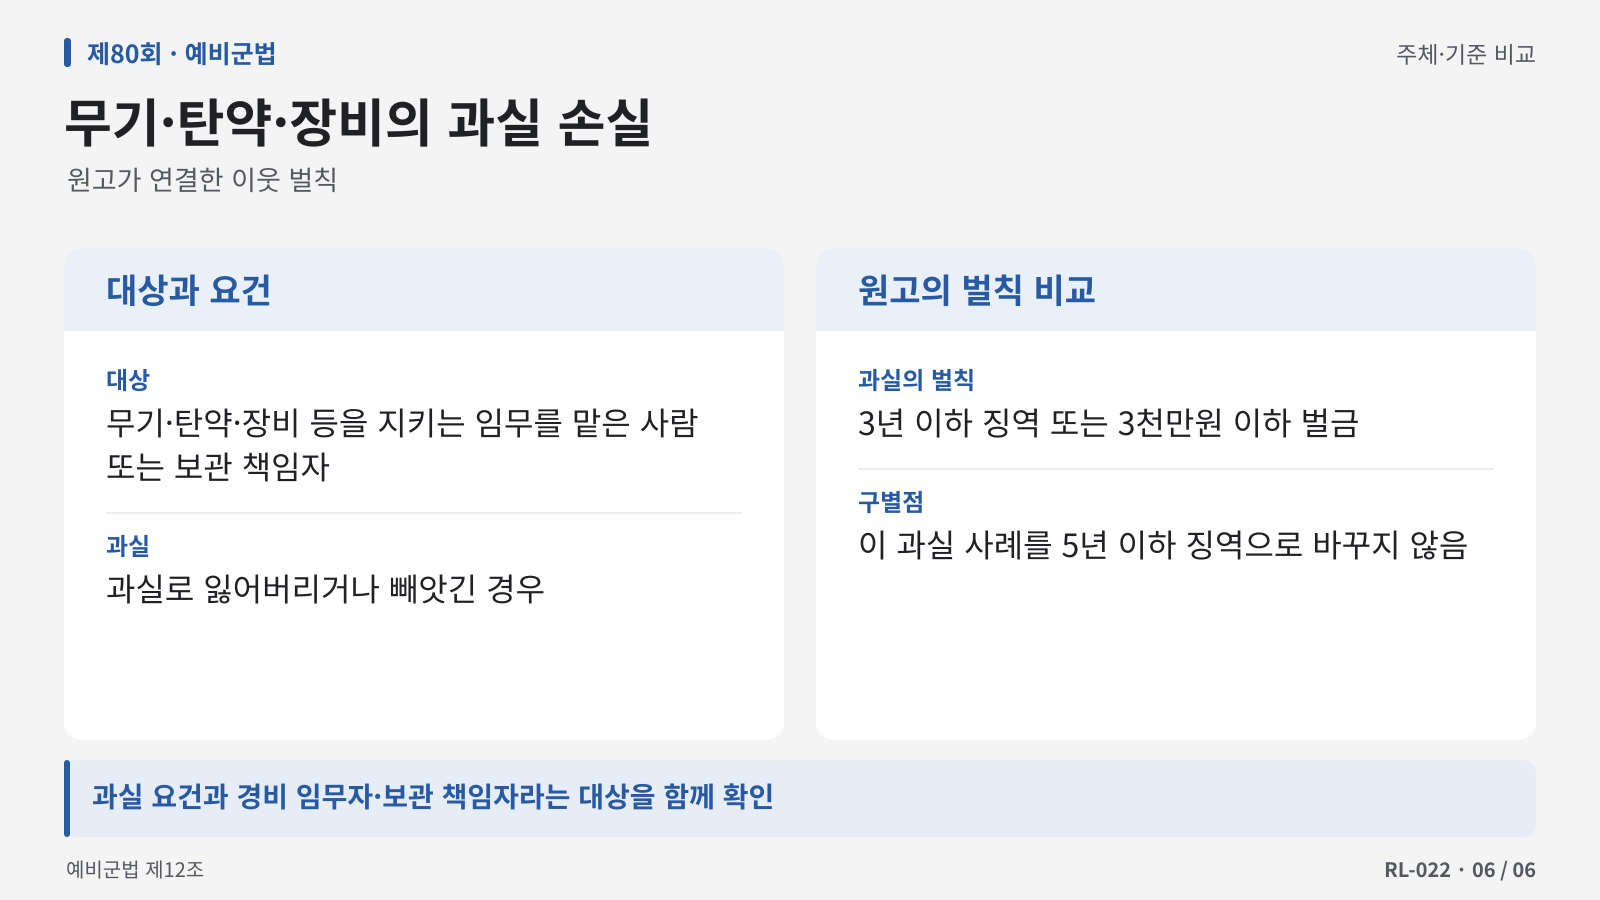 제80회 · 예비군법
주체·기준 비교
무기·탄약·장비의 과실 손실
원고가 연결한 이웃 벌칙
대상과 요건
대상
무기·탄약·장비 등을 지키는 임무를 맡은 사람
또는 보관 책임자
과실
과실로 잃어버리거나 빼앗긴 경우
원고의 벌칙 비교
과실의 벌칙
3년 이하 징역 또는 3천만원 이하 벌금
구별점
이 과실 사례를 5년 이하 징역으로 바꾸지 않음
과실 요건과 경비 임무자·보관 책임자라는 대상을 함께 확인
예비군법 제12조
RL-022 · 06 / 06